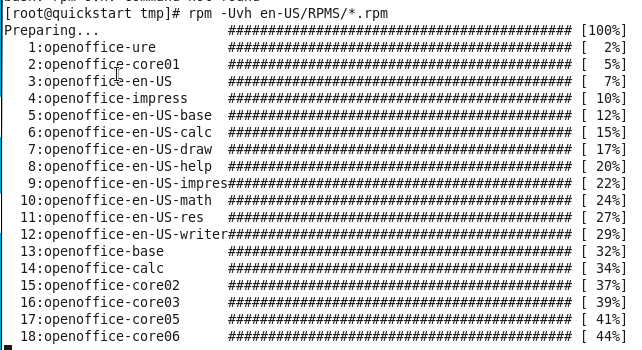 [root@quickstart tmp]# rpm -Uvh en-US/RPMS/*.rpm
Preparing...                ########################################### [100%]
   1:openoffice-ure         ########################################### [  2%]
   2:openoffice-core01      ########################################### [  5%]
   3:openoffice-en-US       ########################################### [  7%]
   4:openoffice-impress     ########################################### [ 10%]
   5:openoffice-en-US-base  ########################################### [ 12%]
   6:openoffice-en-US-calc  ########################################### [ 15%]
   7:openoffice-en-US-draw  ########################################### [ 17%]
   8:openoffice-en-US-help  ########################################### [ 20%]
   9:openoffice-en-US-impres########################################### [ 22%]
  10:openoffice-en-US-math  ########################################### [ 24%]
  11:openoffice-en-US-res   ########################################### [ 27%]
  12:openoffice-en-US-writer########################################### [ 29%]
  13:openoffice-base        ########################################### [ 32%]
  14:openoffice-calc        ########################################### [ 34%]
  15:openoffice-core02      ########################################### [ 37%]
  16:openoffice-core03      ########################################### [ 39%]
  17:openoffice-core05      ########################################### [ 41%]
  18:openoffice-core06      ########################################### [ 44%]